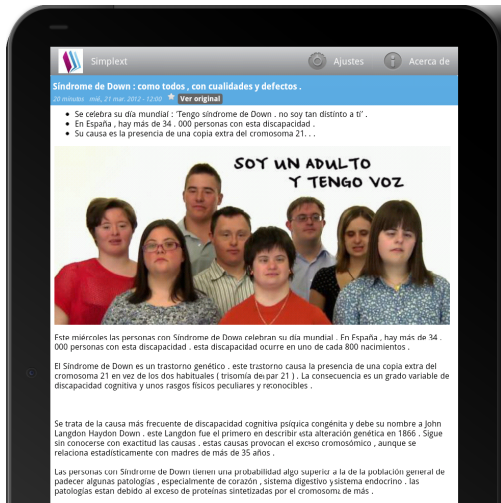 Simplext
Ajustes
Acerca de
Síndrome de Down : como todos , con cualidades y defectos .
20 minutos mié, 21 mar, 2012 - 12:00 Ver original
Se celebra su día mundial : 'Tengo síndrome de Down . no soy tan distinto a ti' .
En España , hay más de 34 . 000 personas con esta discapacidad .
Su causa es la presencia de una copia extra del cromosoma 21. . .
SOY UN ADULTO
Y TENGO VOZ
Este miércoles las personas con Síndrome de Down celebran su día mundial . En España , hay más de 34 .
000 personas con esta discapacidad . esta discapacidad ocurre en uno de cada 800 nacimientos .
El Síndrome de Down es un trastorno genético . este trastorno causa la presencia de una copia extra del
cromosoma 21 en vez de los dos habituales ( trisomía del par 21 ) . La consecuencia es un grado variable de
discapacidad cognitiva y unos rasgos físicos peculiares y reconocibles .
Se trata de la causa más frecuente de discapacidad cognitiva psíquica congénita y debe su nombre a John
Langdon Haydon Down . este Langdon fue el primero en describir esta alteración genética en 1866 . Sigue
sin conocerse con exactitud las causas . estas causas provocan el exceso cromosómico , aunque se
relaciona estadísticamente con madres de más de 35 años .
Las personas con Síndrome de Down tienen una probabilidad algo superior a la de la población general de
padecer algunas patologías , especialmente de corazón , sistema digestivo y sistema endocrino . las
patologías estan debido al exceso de proteínas sintetizadas por el cromosoma de más .